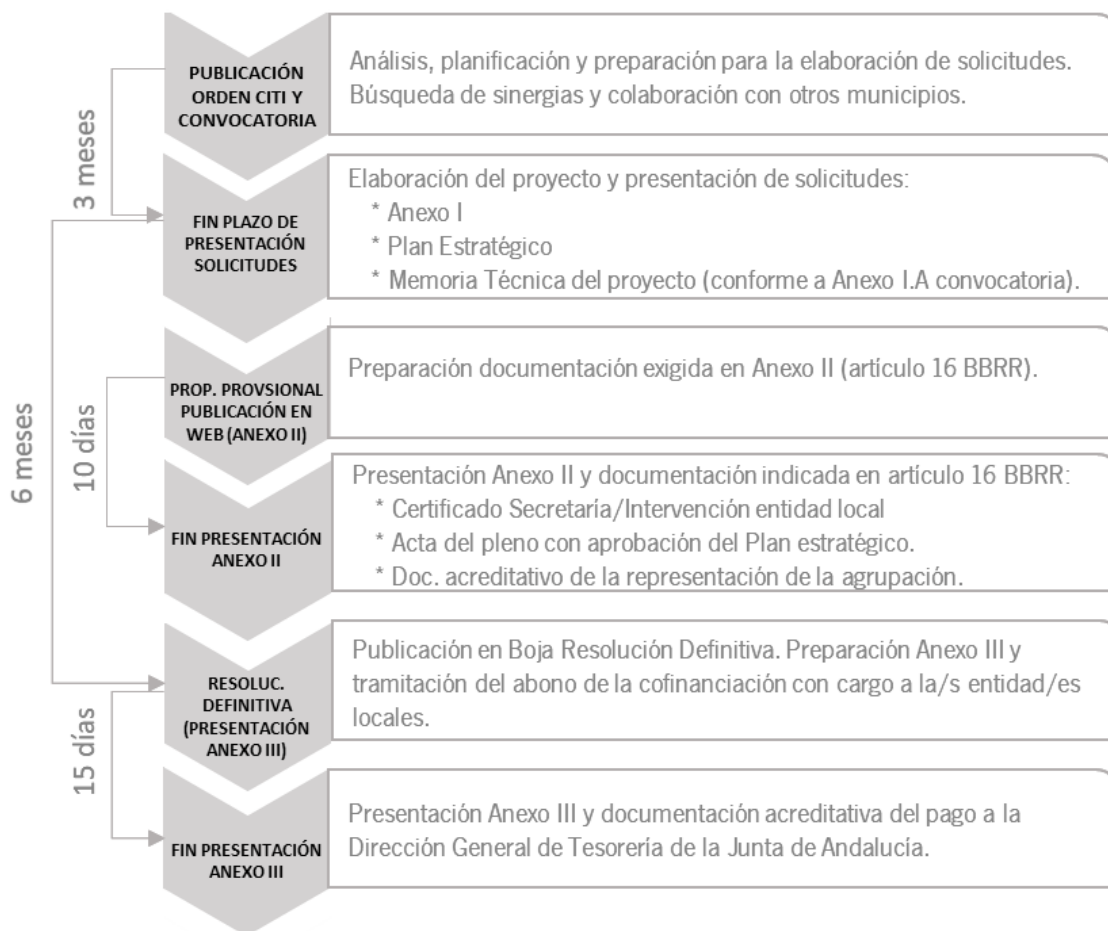 PUBLICACIÓN
ORDEN CITI Y
CONVOCATORIA
Análisis, planificación y preparación para la elaboración de solicitudes.
Búsqueda de sinergias y colaboración con otros municipios.
3 meses
FIN PLAZO DE
PRESENTACIÓN
SOLICITUDES
Elaboración del proyecto y presentación de solicitudes:
* Anexo I
* Plan Estratégico
* Memoria Técnica del proyecto (conforme a Anexo I.A convocatoria).
6 meses
PROP. PROVSIONAL
PUBLICACIÓN EN
WEB (ANEXO II)
Preparación documentación exigida en Anexo II (artículo 16 BBRR).
10 días
FIN PRESENTACIÓN
ANEXO II
Presentación Anexo II y documentación indicada en artículo 16 BBRR:
* Certificado Secretaría/Intervención entidad local
* Acta del pleno con aprobación del Plan estratégico.
* Doc. acreditativo de la representación de la agrupación.
RESOLUC.
DEFINITIVA
(PRESENTACIÓN
ANEXO III)
Publicación en Boja Resolución Definitiva. Preparación Anexo III y
tramitación del abono de la cofinanciación con cargo a la/s entidad/es
locales.
15 días
FIN PRESENTACIÓN
ANEXO III
Presentación Anexo III y documentación acreditativa del pago a la
Dirección General de Tesorería de la Junta de Andalucía.